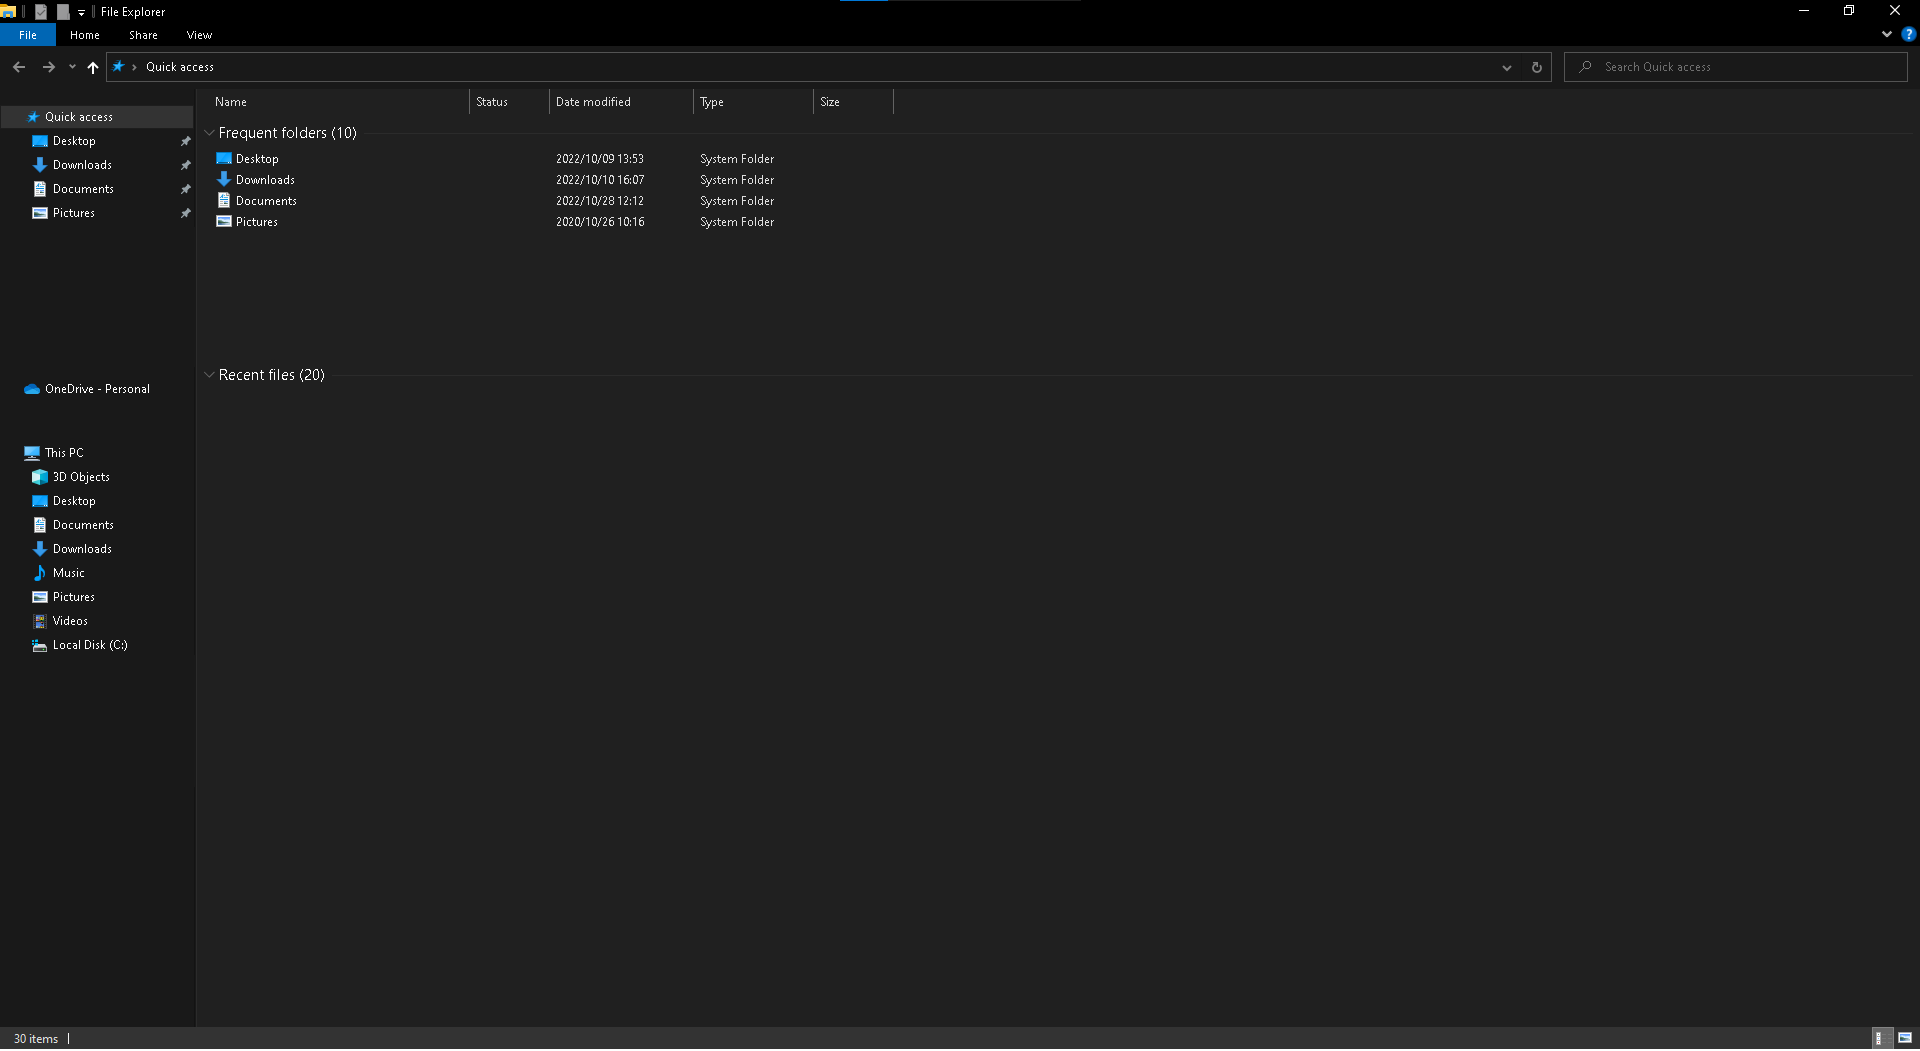 File Explorer
File Home Share View
Quick access
Search Quick access
Name Status Date modified Type Size
Quick access
Desktop
Downloads
Documents
Pictures
OneDrive - Personal
This PC
3D Objects
Desktop
Documents
Downloads
Music
Pictures
Videos
Local Disk (C:)
Frequent folders (10)
Desktop 2022/10/09 13:53 System Folder
Downloads 2022/10/10 16:07 System Folder
Documents 2022/10/28 12:12 System Folder
Pictures 2020/10/26 10:16 System Folder
Recent files (20)
30 items